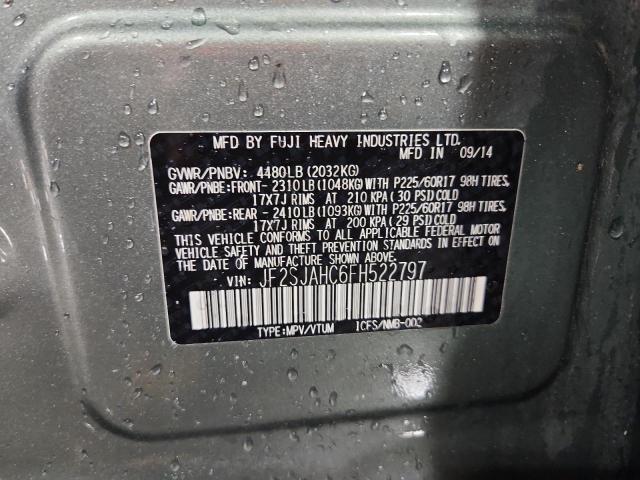 MFD BY FUJI HEAVY INDUSTRIES LTD.
MFD IN 09/14
GVWR/PNBV: 4480LB (2032KG)
GAWR/PNBE:FRONT- 2310LB(1048KG)WITH P225/60R17 98H TIRES,
17X7J RIMS AT 210 KPA(30 PSI)COLD
GAWR/PNBE:REAR - 2410LB(1093KG)WITH P225/60R17 98H TIRES,
17X7J RIMS AT 200 KPA(29 PSI)COLD
THIS VEHICLE CONFORMS TO ALL APPLICABLE FEDERAL MOTOR
VEHICLE SAFETY AND THEFT PREVENTION STANDARDS IN EFFECT
ON THE DATE OF MANUFACTURE SHOWN ABOVE.
VIN: JF2SJAHC6FH522797
TYPE:MPV/VTUM ICFS/NMB-002